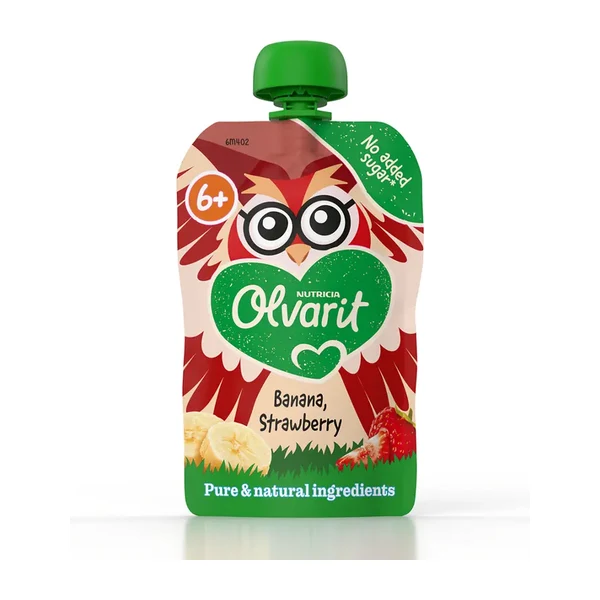 6M402
No added
sugar*
6+
NUTRICIA
Olvarit
Banana,
Strawberry
Pure & natural ingredients